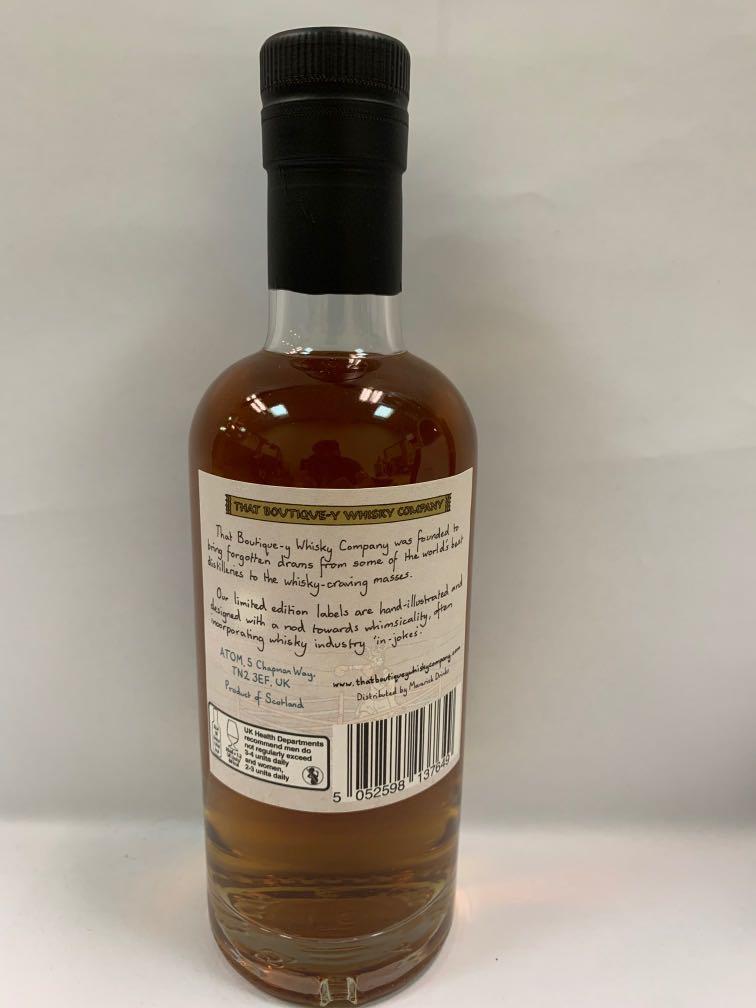 THAT BOUTIQUE-Y WHISKY COMPANY
That Boutique-y Whisky Company was founded to
bring forgotten drams from some of the world's best
distilleries to the whisky-craving masses.
Our limited edition labels are hand-illustrated and
designed with a nod towards whimsicality, often
incorporating whisky industry 'in-jokes'.
ATOM, 5 Chapman Way,
TN2 3EF, UK
Product of Scotland
www.thatboutiqueywhiskycompany.com
Distributed by Maverick Drinks
UK Health Departments
recommend men do
not regularly exceed
3-4 units daily
and women,
2-3 units daily
5 052598 137649